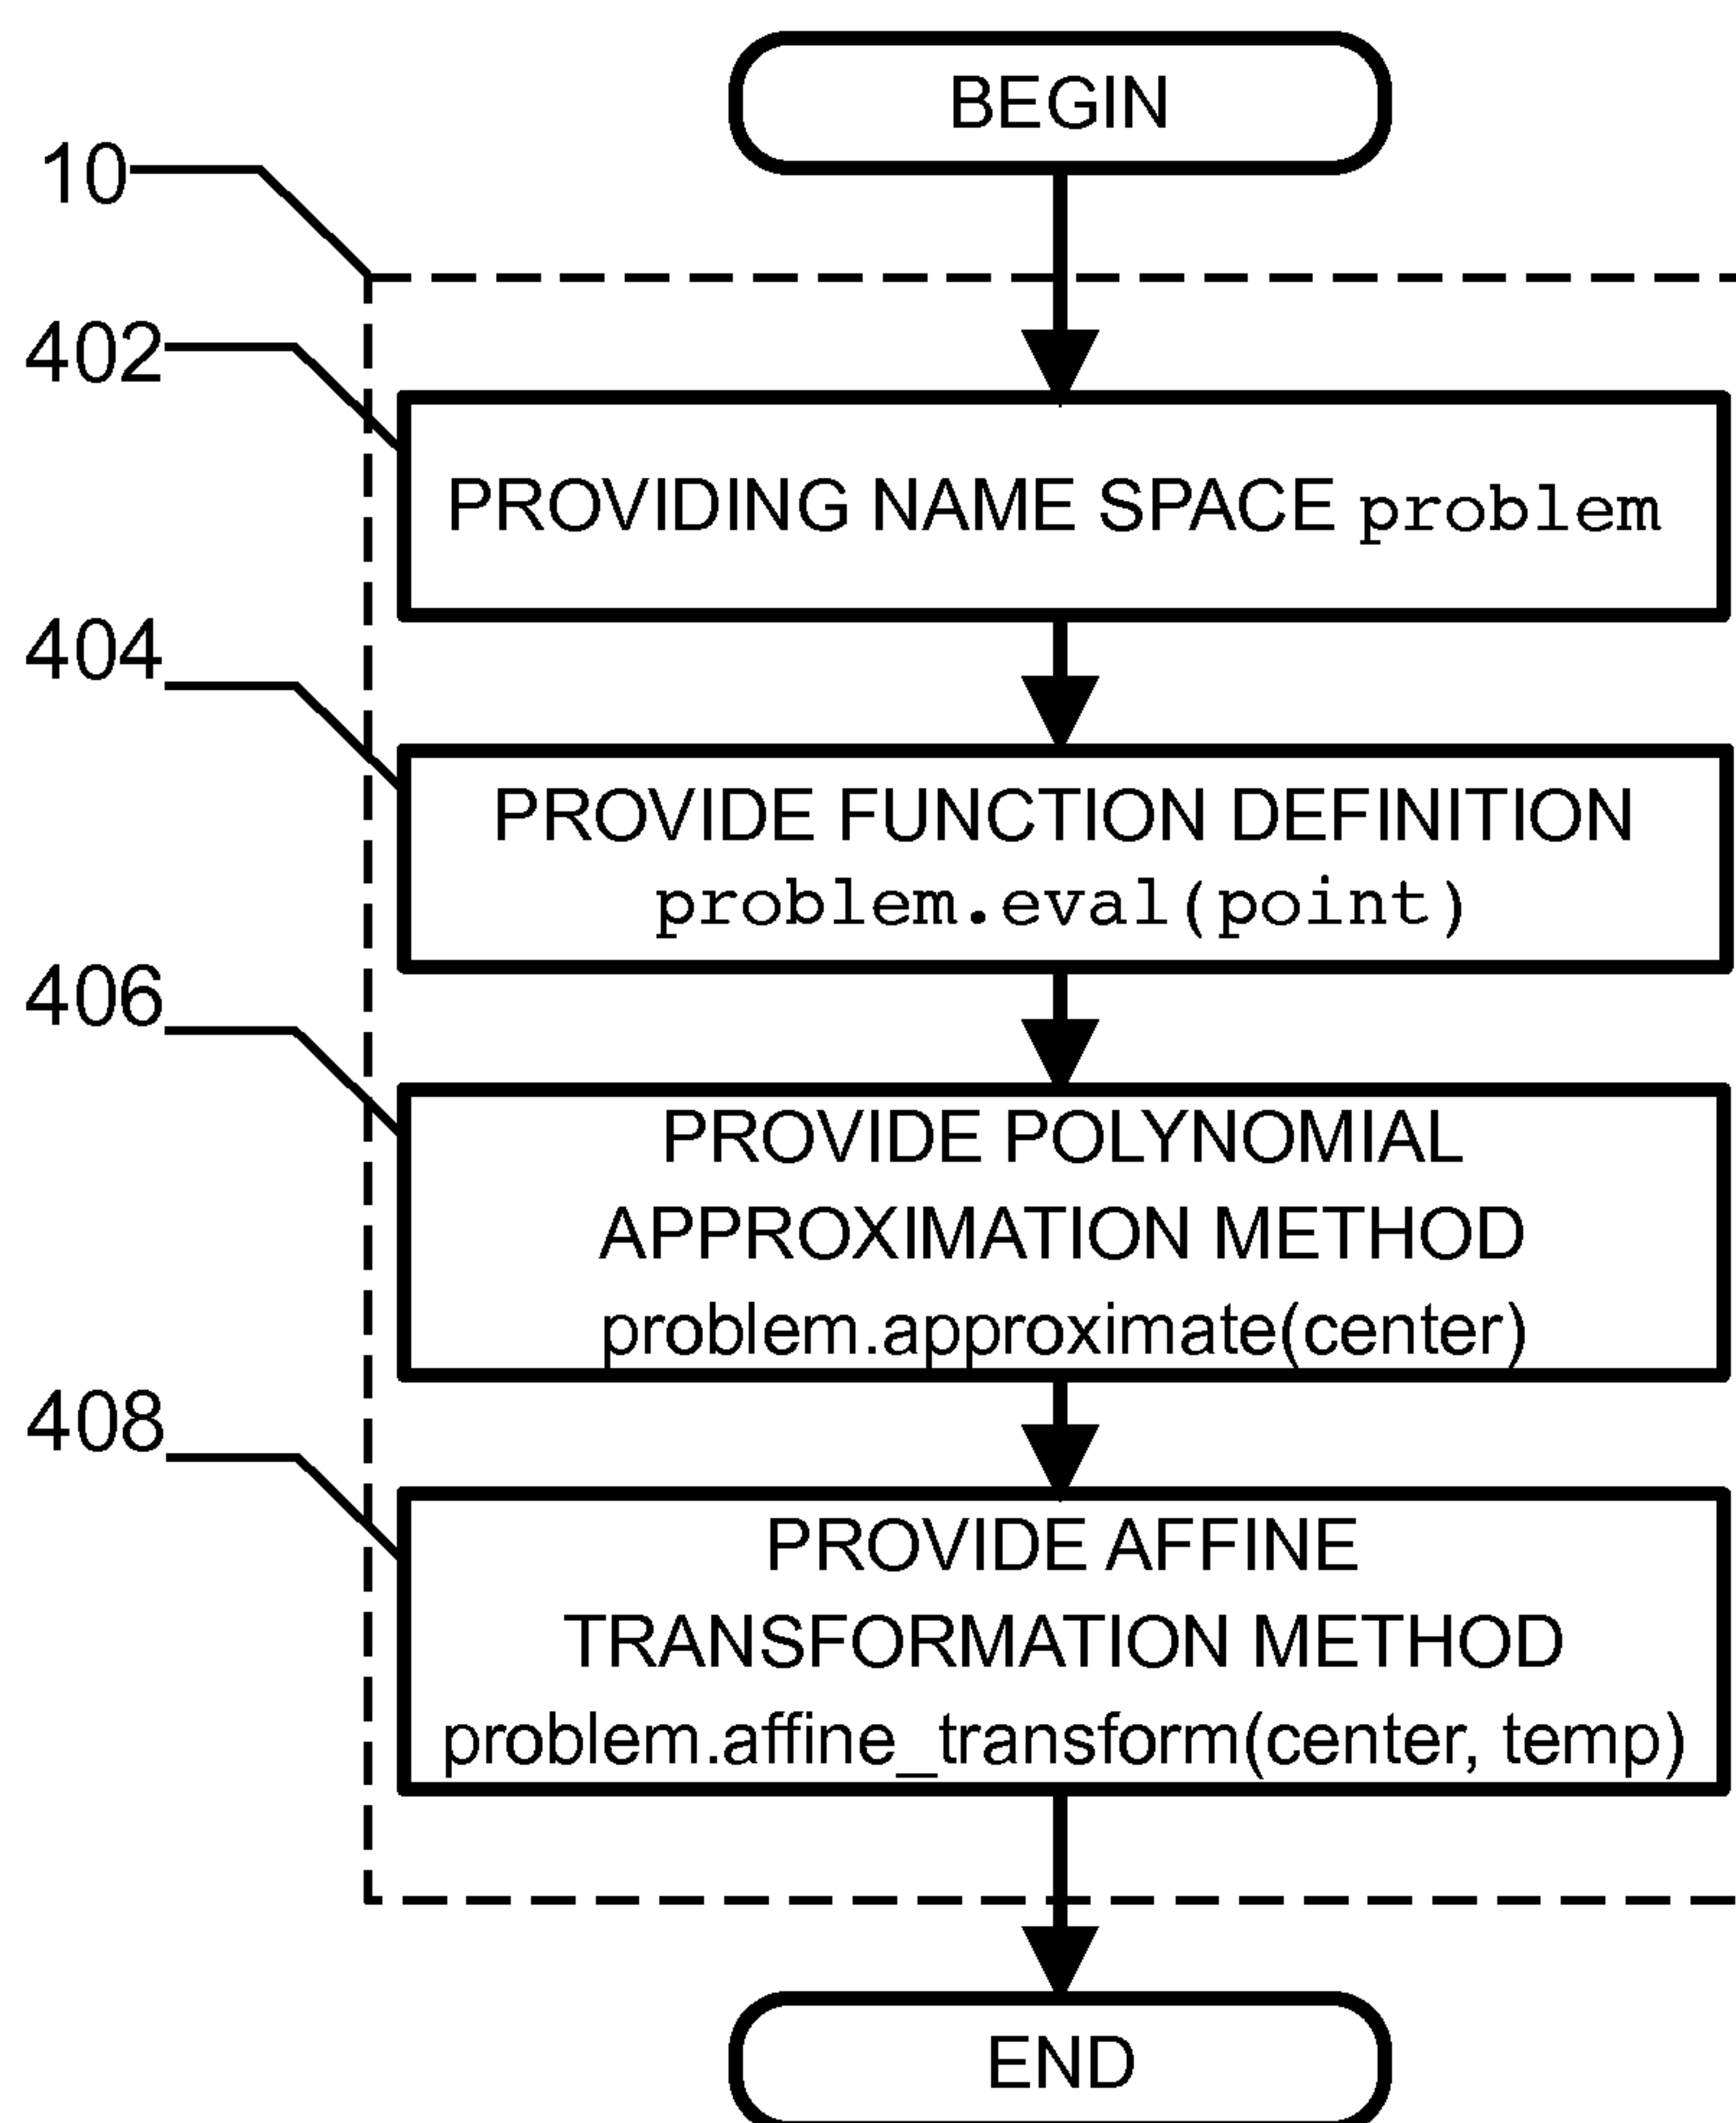 BEGIN
10
402
PROVIDING NAME SPACE problem
404
PROVIDE FUNCTION DEFINITION
problem.eval(point)
406
PROVIDE POLYNOMIAL
APPROXIMATION METHOD
problem.approximate(center)
408
PROVIDE AFFINE
TRANSFORMATION METHOD
problem.affine_transform(center, temp)
END